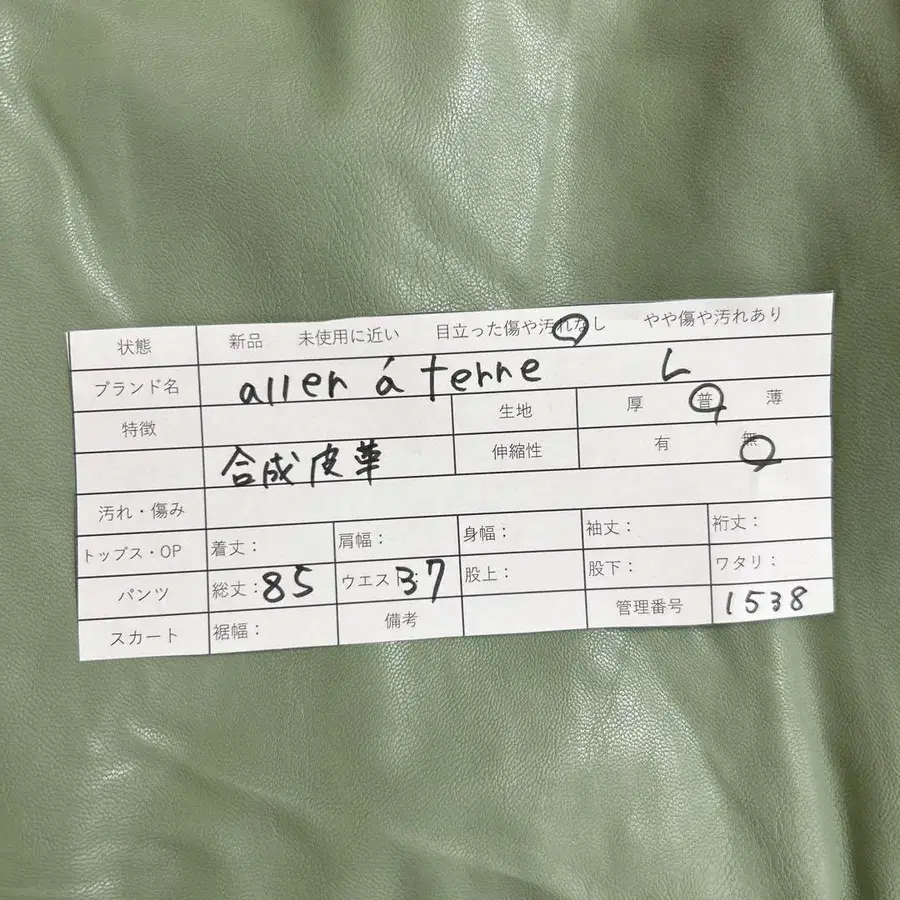 状態 新品 未使用に近い 目立った傷や汚れなし やや傷や汚れあり
ブランド名 aller á terre L
特徴 生地 厚 普 薄
合成皮革 伸縮性 有 無
汚れ・傷み
トップス・OP 着丈： 肩幅： 身幅： 袖丈： 裄丈：
パンツ 総丈：85 ウエスト：37 股上： 股下： ワタリ：
スカート 裾幅： 備考 管理番号 1538